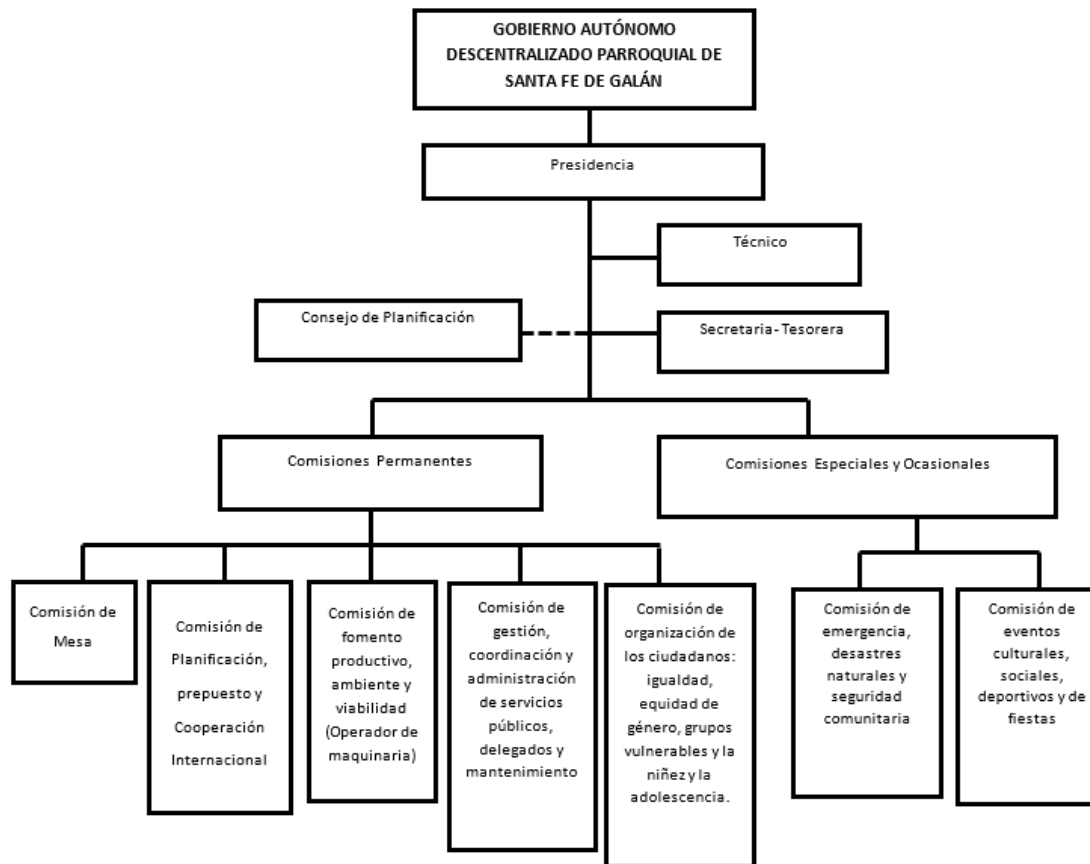 GOBIERNO AUTÓNOMO
DESCENTRALIZADO PARROQUIAL DE
SANTA FE DE GALÁN
Presidencia
Técnico
Consejo de Planificación
Secretaria- Tesorera
Comisiones Permanentes
Comisiones Especiales y Ocasionales
Comisión de
Mesa
Comisión de
Planificación,
prepuesto y
Cooperación
Internacional
Comisión de
fomento
productivo,
ambiente y
viabilidad
(Operador de
maquinaria)
Comisión de
gestión,
coordinación y
administración
de servicios
públicos,
delegados y
mantenimiento
Comisión de
organización de
los ciudadanos:
igualdad,
equidad de
género, grupos
vulnerables y la
niñez y la
adolescencia.
Comisión de
emergencia,
desastres
naturales y
seguridad
comunitaria
Comisión de
eventos
culturales,
sociales,
deportivos y de
fiestas